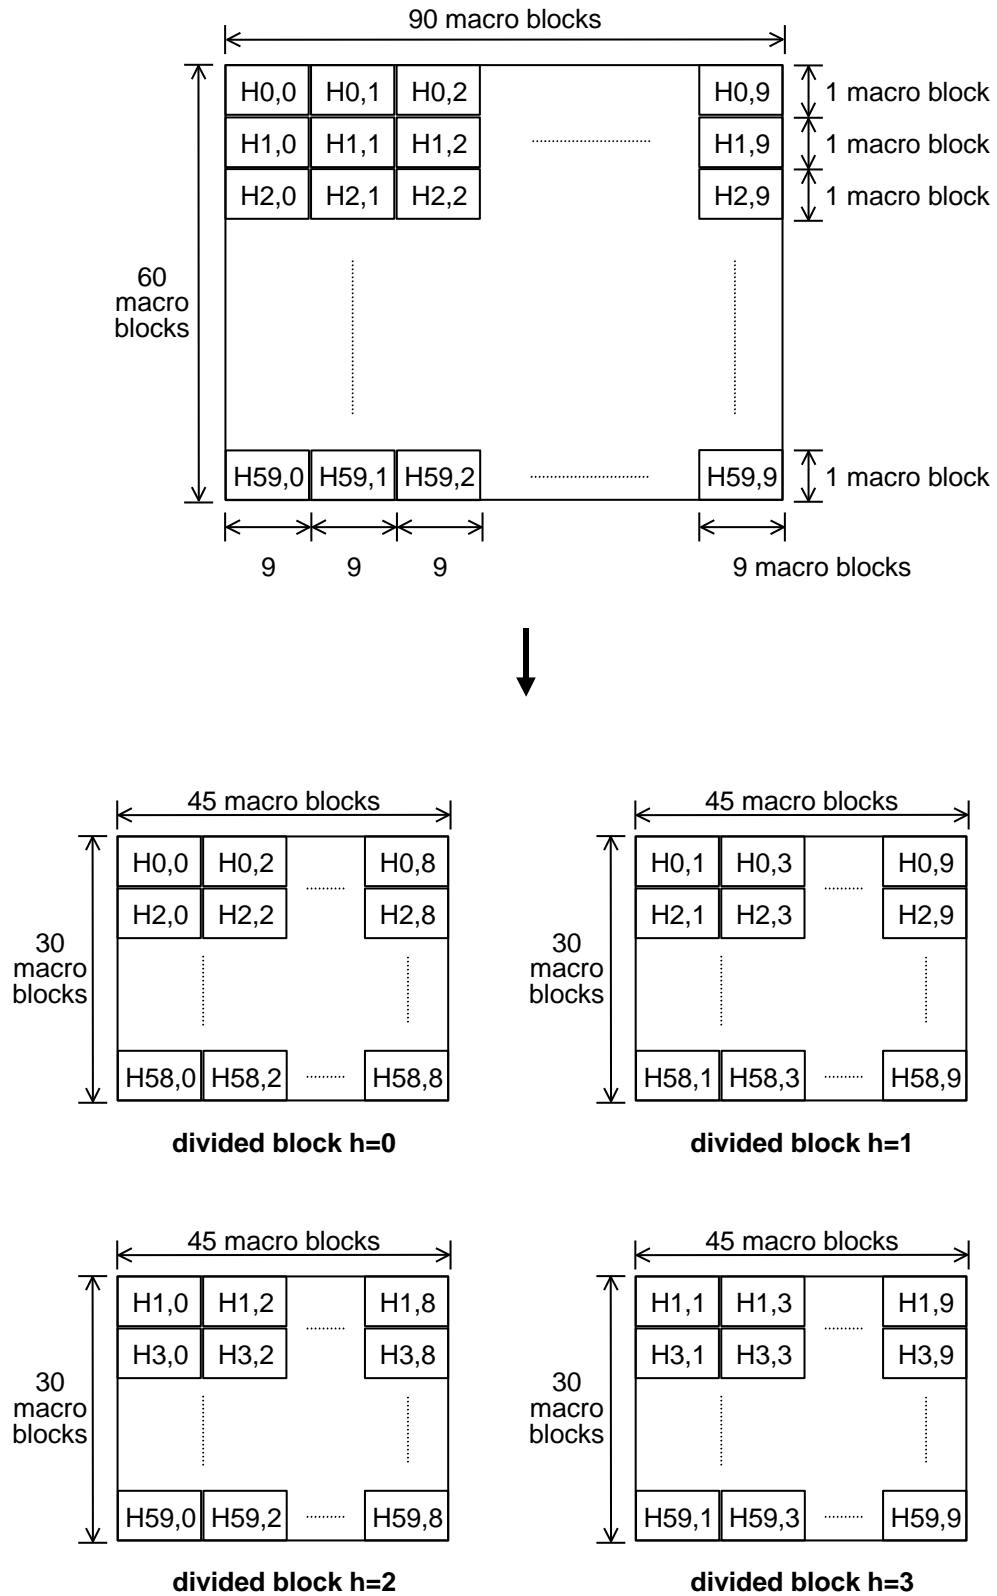 90 macro blocks
H0,0 H0,1 H0,2 H0,9 1 macro block
H1,0 H1,1 H1,2 H1,9 1 macro block
H2,0 H2,1 H2,2 H2,9 1 macro block
60
macro
blocks
H59,0 H59,1 H59,2 H59,9 1 macro block
9 9 9 9 macro blocks
45 macro blocks
H0,0 H0,2 H0,8
H2,0 H2,2 H2,8
30
macro
blocks
H58,0 H58,2 H58,8
divided block h=0
45 macro blocks
H0,1 H0,3 H0,9
H2,1 H2,3 H2,9
30
macro
blocks
H58,1 H58,3 H58,9
divided block h=1
45 macro blocks
H1,0 H1,2 H1,8
H3,0 H3,2 H3,8
30
macro
blocks
H59,0 H59,2 H59,8
divided block h=2
45 macro blocks
H1,1 H1,3 H1,9
H3,1 H3,3 H3,9
30
macro
blocks
H59,1 H59,3 H59,9
divided block h=3